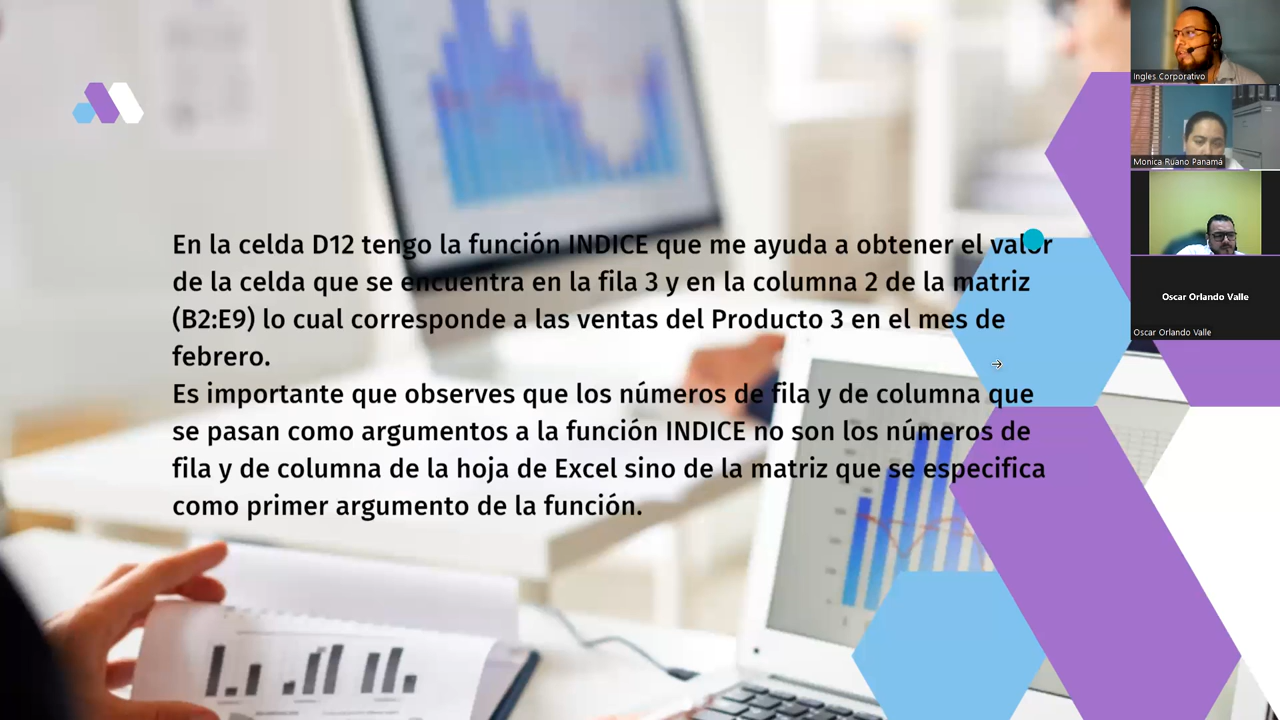 En la celda D12 tengo la función INDICE que me ayuda a obtener el valor
de la celda que se encuentra en la fila 3 y en la columna 2 de la matriz
(B2:E9) lo cual corresponde a las ventas del Producto 3 en el mes de
febrero.
Es importante que observes que los números de fila y de columna que
se pasan como argumentos a la función INDICE no son los números de
fila y de columna de la hoja de Excel sino de la matriz que se especifica
como primer argumento de la función.
Ingles Corporativo
Monica Ruano Panamá
Oscar Orlando Valle
Oscar Orlando Valle